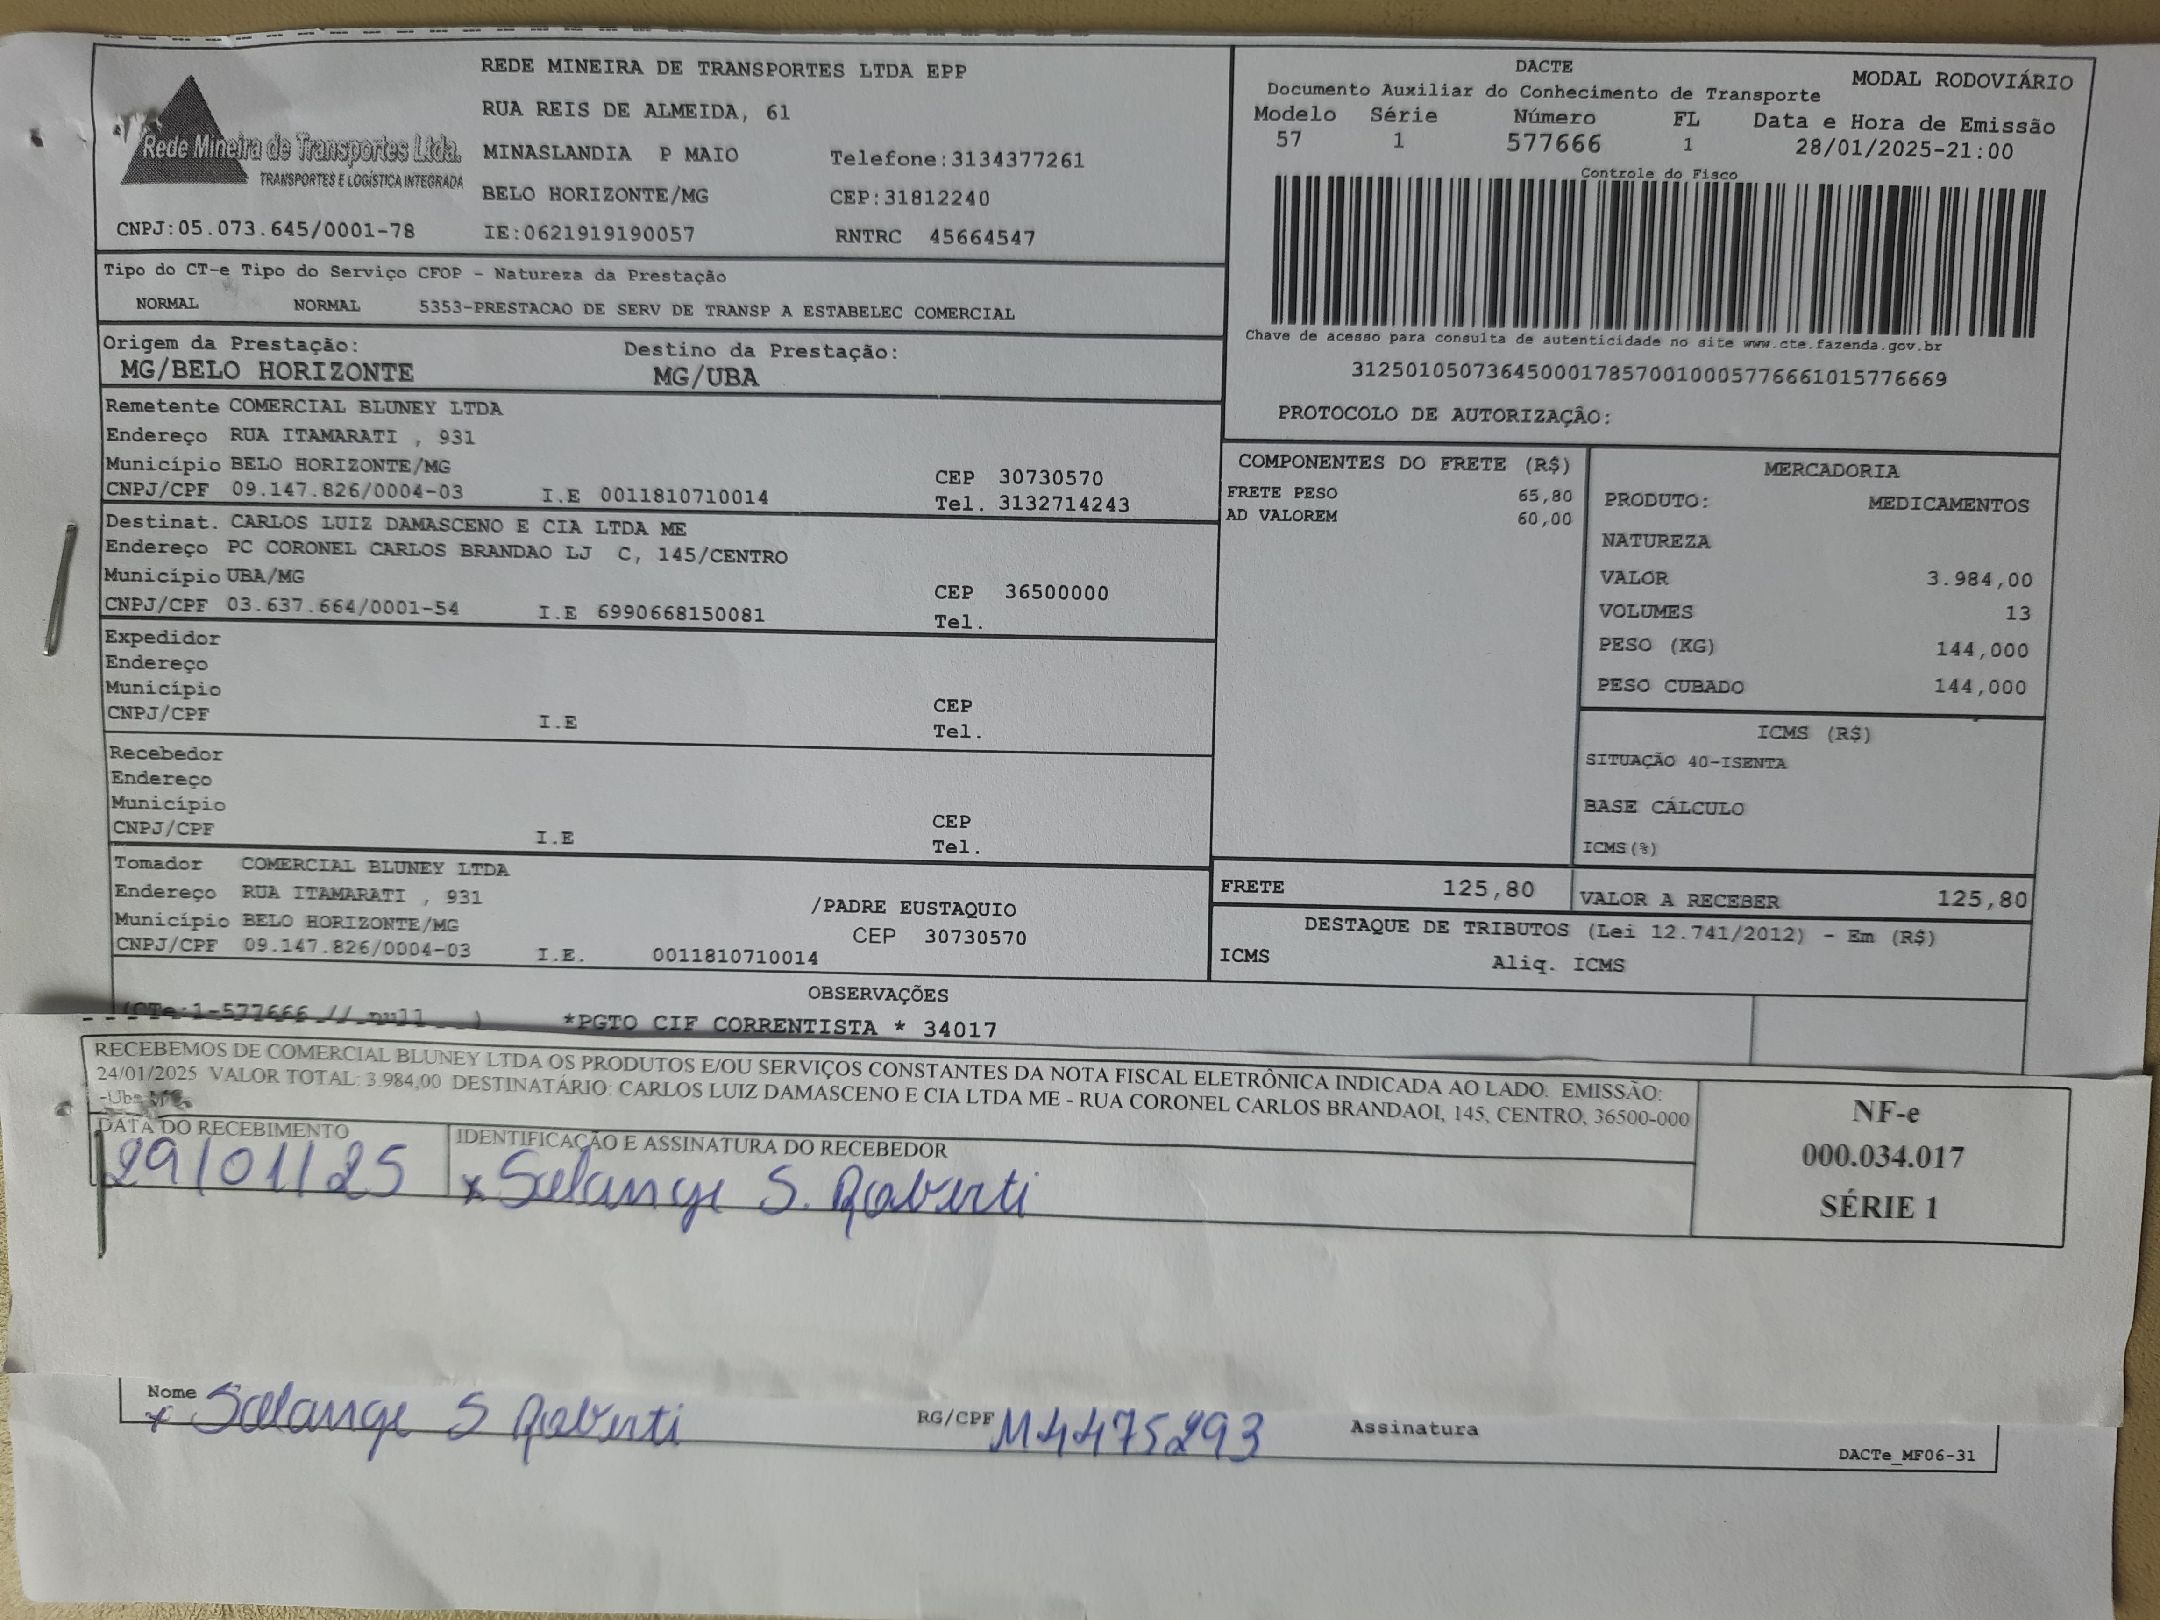 REDE MINEIRA DE TRANSPORTES LTDA EPP
RUA REIS DE ALMEIDA, 61
MINASLANDIA P MAIO Telefone:3134377261
BELO HORIZONTE/MG CEP:31812240
CNPJ:05.073.645/0001-78 IE:0621919190057 RNTRC 45664547
Rede Mineira de Transportes Ltda.
TRANSPORTES E LOGÍSTICA INTEGRADA
DACTE
MODAL RODOVIÁRIO
Documento Auxiliar do Conhecimento de Transporte
Modelo Série Número FL Data e Hora de Emissão
57 1 577666 1 28/01/2025-21:00
Controle do Fisco
Chave de acesso para consulta de autenticidade no site www.cte.fazenda.gov.br
31250105073645000178570010005776661015776669
PROTOCOLO DE AUTORIZAÇÃO:
Tipo do CT-e Tipo do Serviço CFOP - Natureza da Prestação
NORMAL NORMAL 5353-PRESTACAO DE SERV DE TRANSP A ESTABELEC COMERCIAL
Origem da Prestação: Destino da Prestação:
MG/BELO HORIZONTE MG/UBA
Remetente COMERCIAL BLUNEY LTDA
Endereço RUA ITAMARATI , 931
Município BELO HORIZONTE/MG CEP 30730570
CNPJ/CPF 09.147.826/0004-03 I.E 0011810710014 Tel. 3132714243
Destinat. CARLOS LUIZ DAMASCENO E CIA LTDA ME
Endereço PC CORONEL CARLOS BRANDAO LJ C, 145/CENTRO
Município UBA/MG CEP 36500000
CNPJ/CPF 03.637.664/0001-54 I.E 6990668150081 Tel.
Expedidor
Endereço
Município CEP
CNPJ/CPF I.E Tel.
Recebedor
Endereço
Município CEP
CNPJ/CPF I.E Tel.
Tomador COMERCIAL BLUNEY LTDA
Endereço RUA ITAMARATI , 931 /PADRE EUSTAQUIO
Município BELO HORIZONTE/MG CEP 30730570
CNPJ/CPF 09.147.826/0004-03 I.E. 0011810710014
COMPONENTES DO FRETE (R$)
FRETE PESO 65,80
AD VALOREM 60,00
MERCADORIA
PRODUTO: MEDICAMENTOS
NATUREZA
VALOR 3.984,00
VOLUMES 13
PESO (KG) 144,000
PESO CUBADO 144,000
ICMS (R$)
SITUAÇÃO 40-ISENTA
BASE CÁLCULO
ICMS(%)
FRETE 125,80 VALOR A RECEBER 125,80
DESTAQUE DE TRIBUTOS (Lei 12.741/2012) - Em (R$)
ICMS Aliq. ICMS
OBSERVAÇÕES
(CTe:1-577666 // null ) *PGTO CIF CORRENTISTA * 34017
RECEBEMOS DE COMERCIAL BLUNEY LTDA OS PRODUTOS E/OU SERVIÇOS CONSTANTES DA NOTA FISCAL ELETRÔNICA INDICADA AO LADO. EMISSÃO:
24/01/2025 VALOR TOTAL: 3.984,00 DESTINATÁRIO: CARLOS LUIZ DAMASCENO E CIA LTDA ME - RUA CORONEL CARLOS BRANDAOI, 145, CENTRO, 36500-000
-Uba
DATA DO RECEBIMENTO IDENTIFICAÇÃO E ASSINATURA DO RECEBEDOR
29/01/25 x Solange S. Roberti
NF-e
000.034.017
SÉRIE 1
Nome x Solange S Roberti RG/CPF M4475293 Assinatura
DACTe_MF06-31